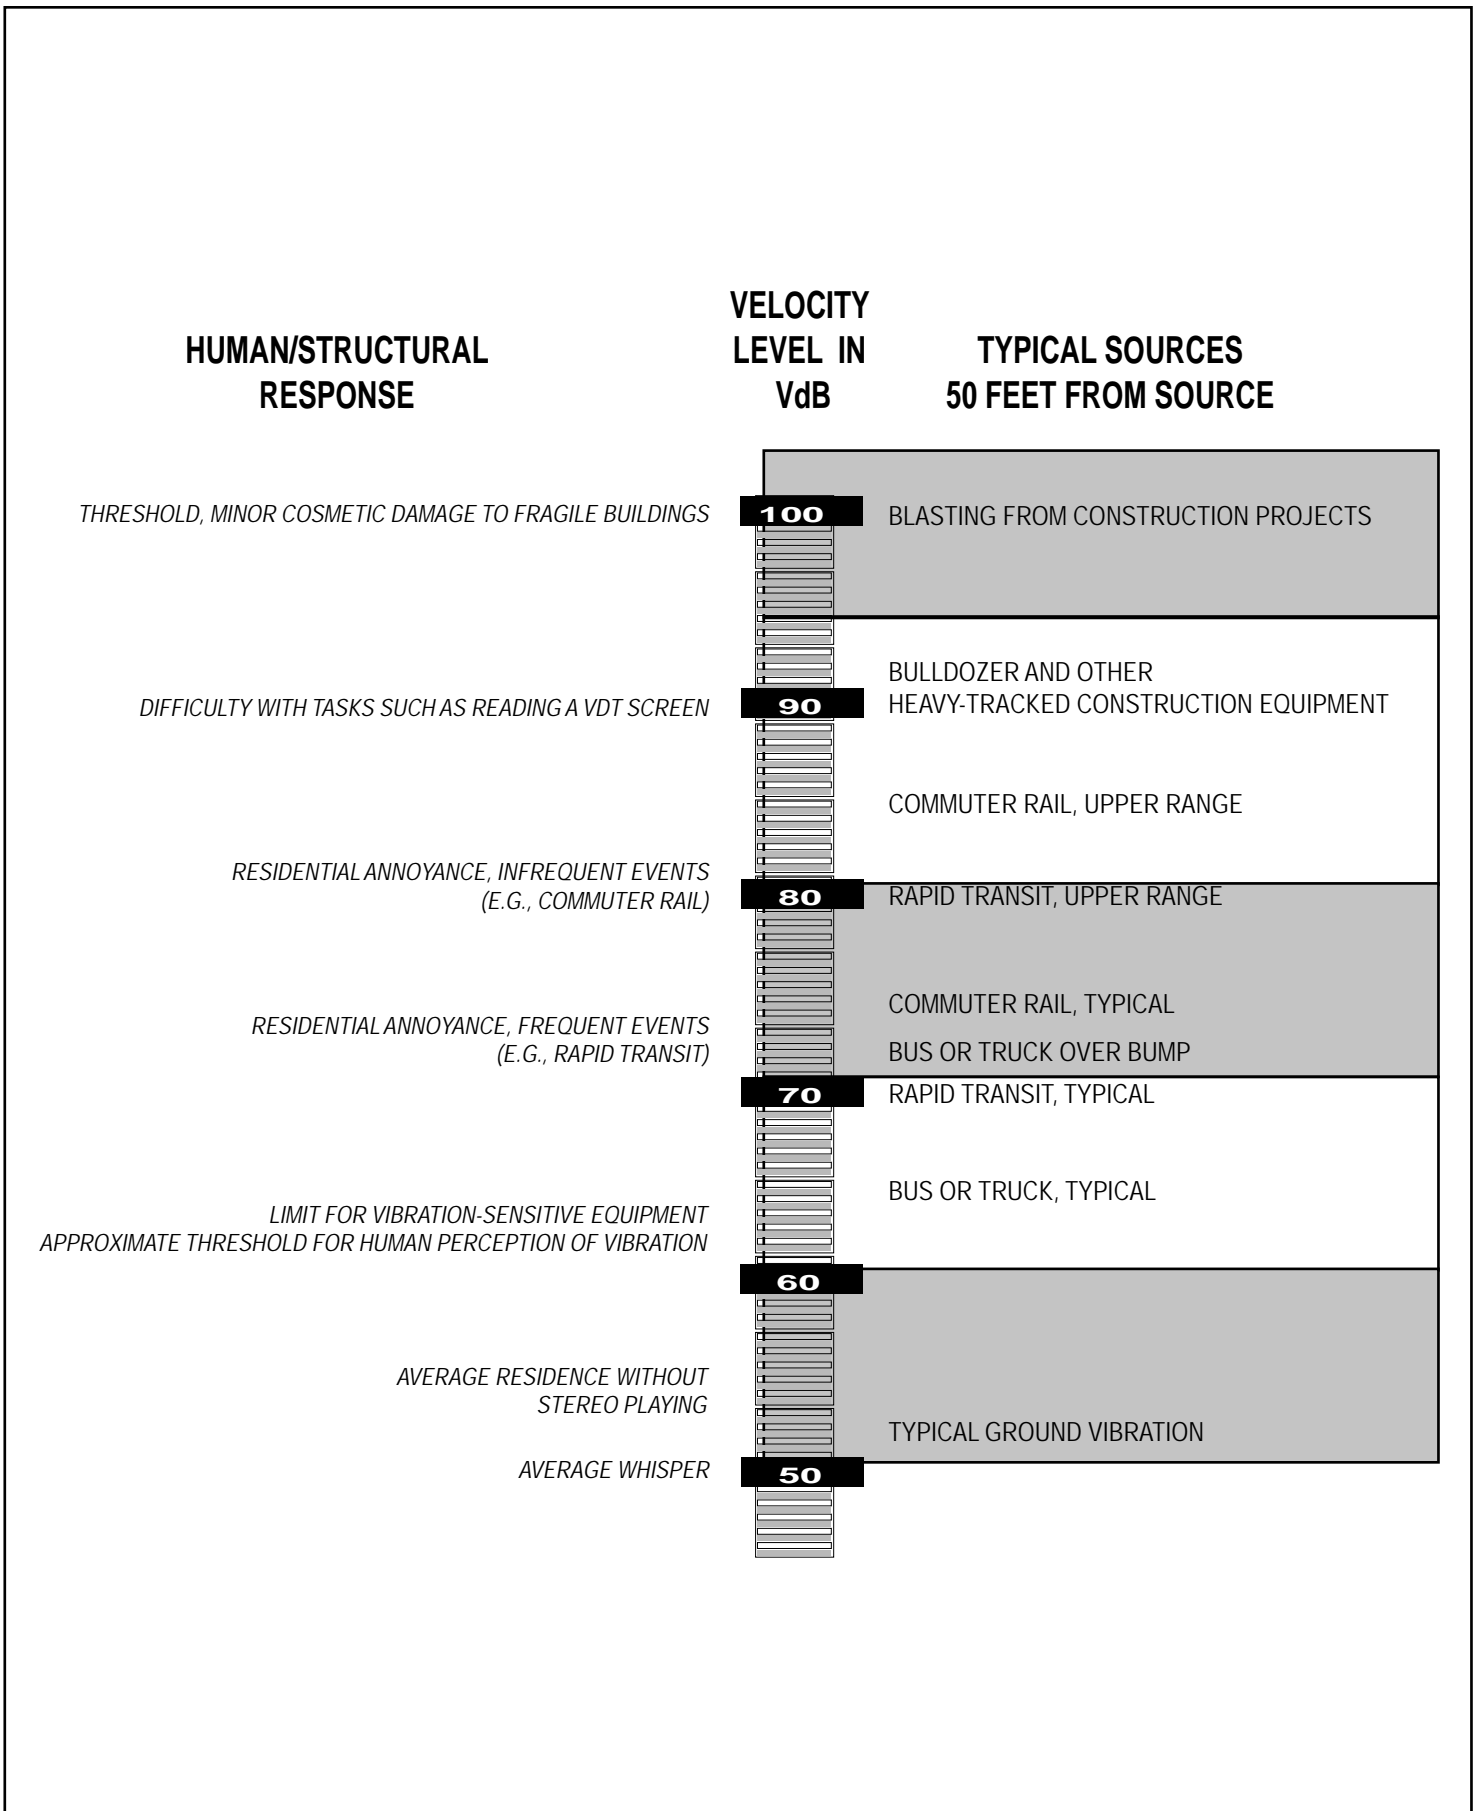 HUMAN/STRUCTURAL
RESPONSE
VELOCITY
LEVEL IN
VdB
TYPICAL SOURCES
50 FEET FROM SOURCE
THRESHOLD, MINOR COSMETIC DAMAGE TO FRAGILE BUILDINGS
100
BLASTING FROM CONSTRUCTION PROJECTS
BULLDOZER AND OTHER
HEAVY-TRACKED CONSTRUCTION EQUIPMENT
DIFFICULTY WITH TASKS SUCH AS READING A VDT SCREEN
90
COMMUTER RAIL, UPPER RANGE
RESIDENTIAL ANNOYANCE, INFREQUENT EVENTS
(E.G., COMMUTER RAIL)
80
RAPID TRANSIT, UPPER RANGE
COMMUTER RAIL, TYPICAL
RESIDENTIAL ANNOYANCE, FREQUENT EVENTS
(E.G., RAPID TRANSIT)
BUS OR TRUCK OVER BUMP
70
RAPID TRANSIT, TYPICAL
BUS OR TRUCK, TYPICAL
LIMIT FOR VIBRATION-SENSITIVE EQUIPMENT
APPROXIMATE THRESHOLD FOR HUMAN PERCEPTION OF VIBRATION
60
AVERAGE RESIDENCE WITHOUT
STEREO PLAYING
TYPICAL GROUND VIBRATION
AVERAGE WHISPER
50